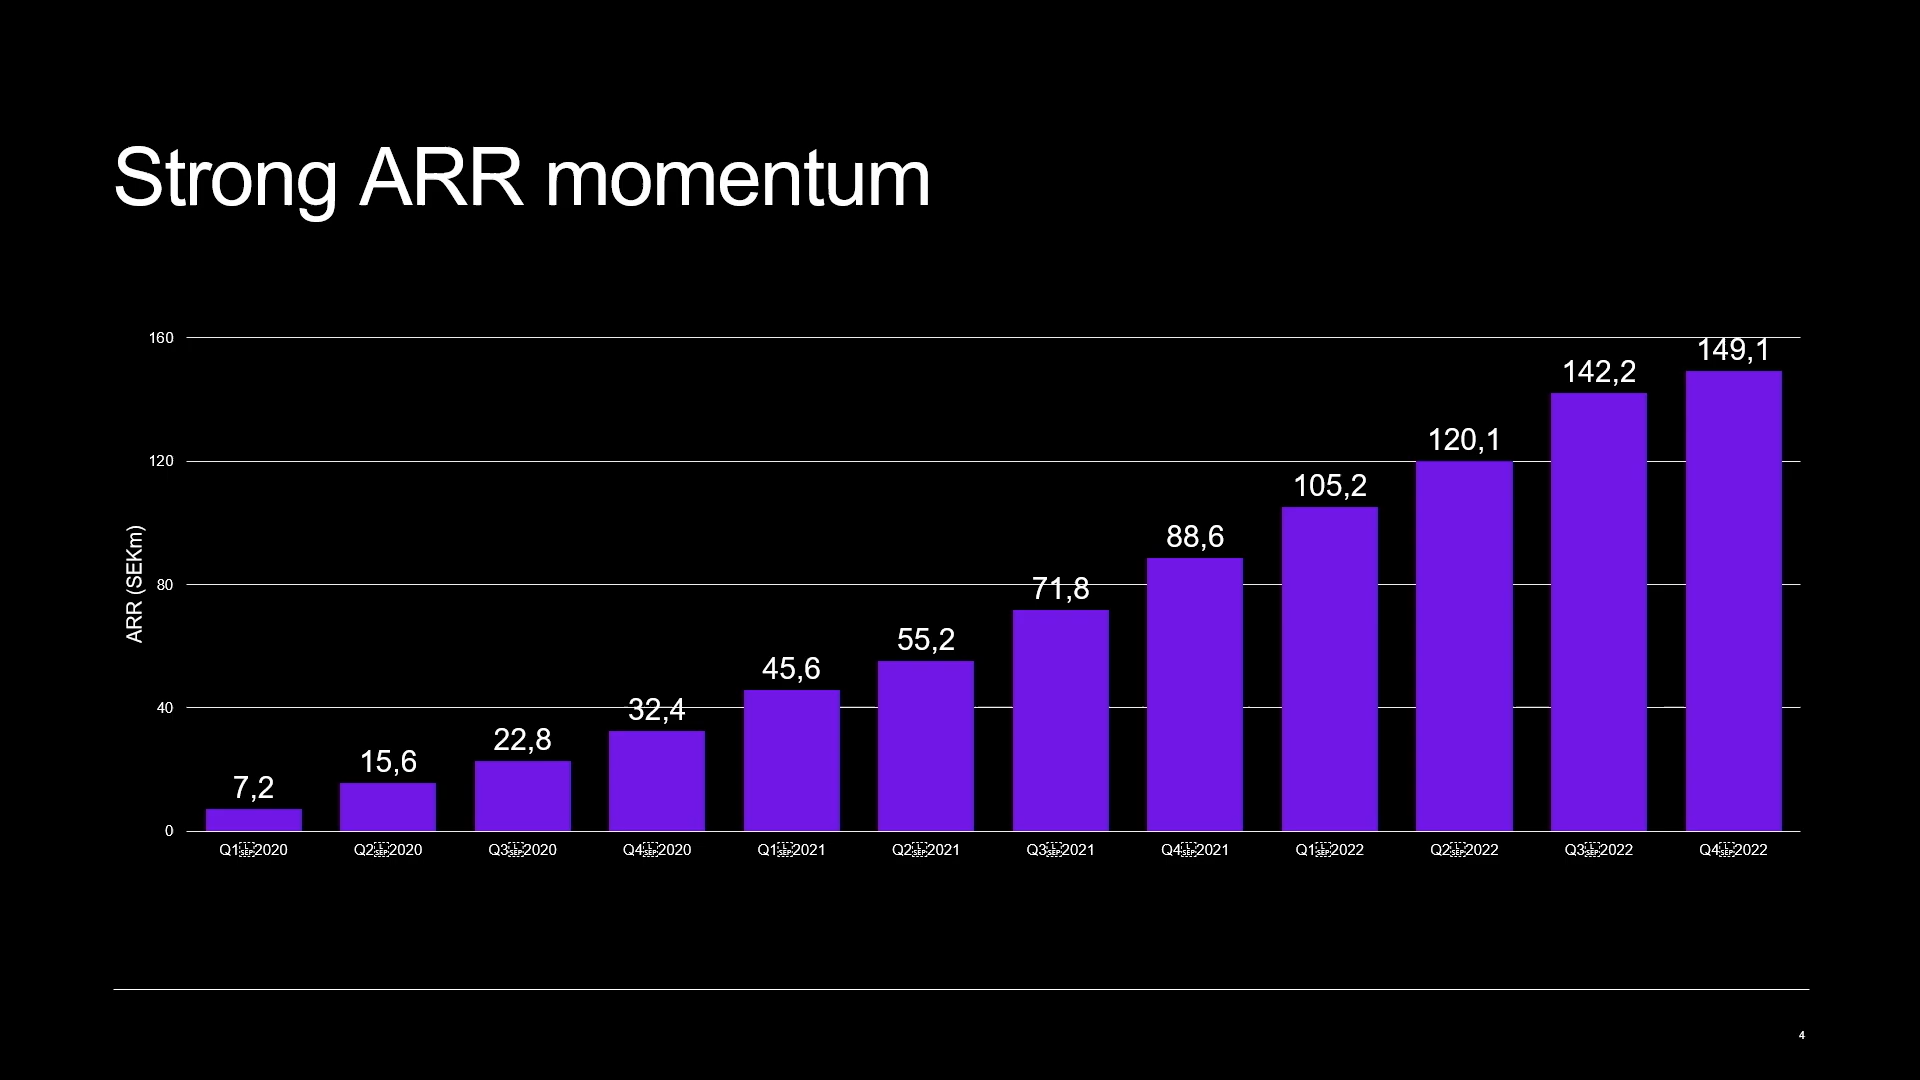 Strong ARR momentum
160
120
80
40
0
ARR (SEKm)
7,2
15,6
22,8
32,4
45,6
55,2
71,8
88,6
105,2
120,1
142,2
149,1
Q1 2020
Q2 2020
Q3 2020
Q4 2020
Q1 2021
Q2 2021
Q3 2021
Q4 2021
Q1 2022
Q2 2022
Q3 2022
Q4 2022
4